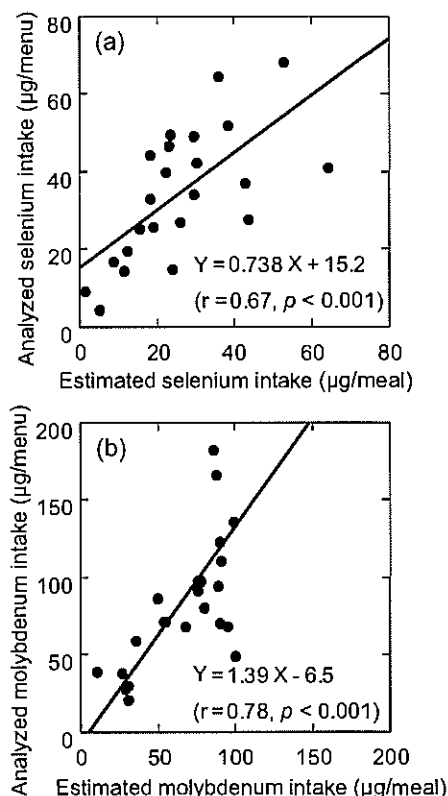 80
(a)
60
40
20
0
Analyzed selenium intake (µg/menu)
Y = 0.738 X + 15.2
(r = 0.67, p < 0.001)
0 20 40 60 80
Estimated selenium intake (µg/meal)
200
(b)
150
100
50
0
Analyzed molybdenum intake (µg/menu)
Y = 1.39 X - 6.5
(r = 0.78, p < 0.001)
0 50 100 150 200
Estimated molybdenum intake (µg/meal)